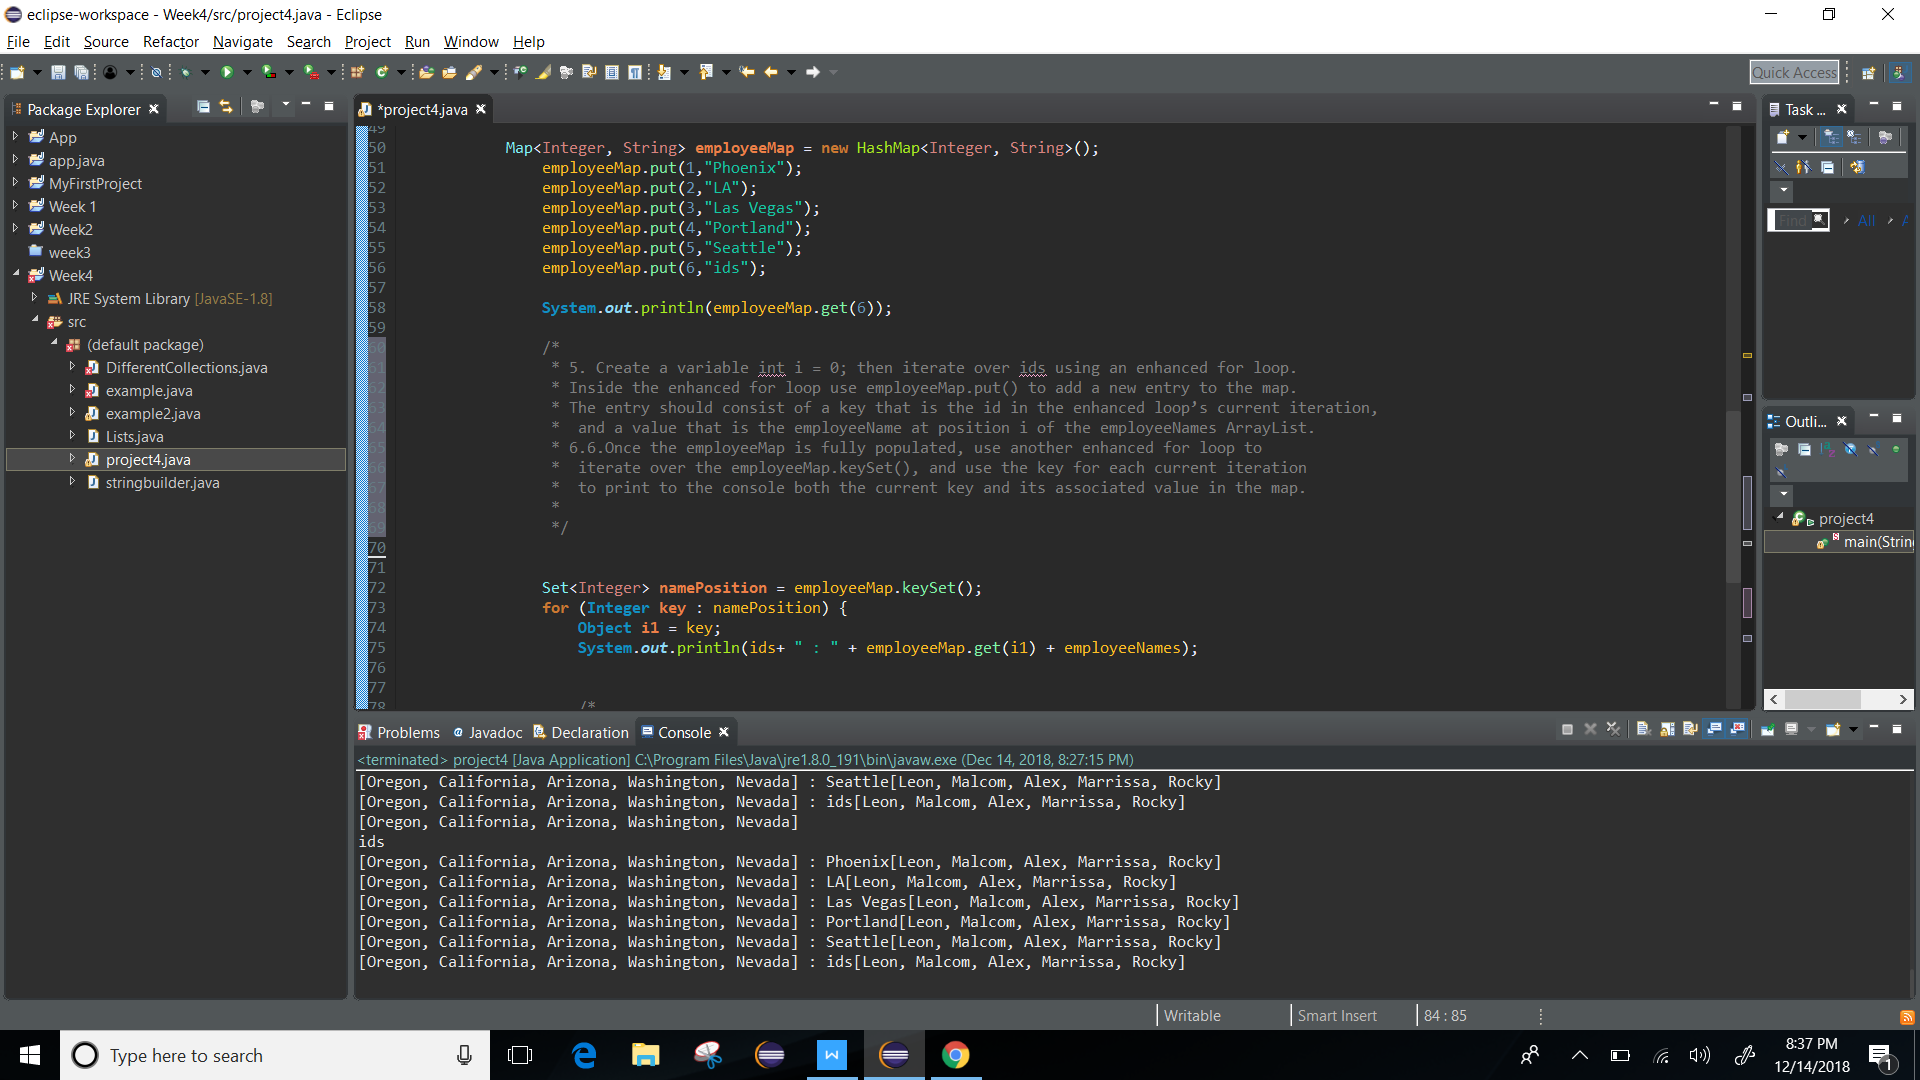 eclipse-workspace - Week4/src/project4.java - Eclipse
File Edit Source Refactor Navigate Search Project Run Window Help
Quick Access
Package Explorer
App
app.java
MyFirstProject
Week 1
Week2
week3
Week4
JRE System Library [JavaSE-1.8]
src
(default package)
DifferentCollections.java
example.java
example2.java
Lists.java
project4.java
stringbuilder.java
*project4.java
49
50 Map<Integer, String> employeeMap = new HashMap<Integer, String>();
51 employeeMap.put(1,"Phoenix");
52 employeeMap.put(2,"LA");
53 employeeMap.put(3,"Las Vegas");
54 employeeMap.put(4,"Portland");
55 employeeMap.put(5,"Seattle");
56 employeeMap.put(6,"ids");
57
58 System.out.println(employeeMap.get(6));
59
60 /*
61 * 5. Create a variable int i = 0; then iterate over ids using an enhanced for loop.
62 * Inside the enhanced for loop use employeeMap.put() to add a new entry to the map.
63 * The entry should consist of a key that is the id in the enhanced loop’s current iteration,
64 * and a value that is the employeeName at position i of the employeeNames ArrayList.
65 * 6.6.Once the employeeMap is fully populated, use another enhanced for loop to
66 * iterate over the employeeMap.keySet(), and use the key for each current iteration
67 * to print to the console both the current key and its associated value in the map.
68 *
69 */
70
71
72 Set<Integer> namePosition = employeeMap.keySet();
73 for (Integer key : namePosition) {
74 Object i1 = key;
75 System.out.println(ids+ " : " + employeeMap.get(i1) + employeeNames);
76
77
78 /*
Task ...
Find All A
Outli...
project4
main(Strin
Problems Javadoc Declaration Console
<terminated> project4 [Java Application] C:\Program Files\Java\jre1.8.0_191\bin\javaw.exe (Dec 14, 2018, 8:27:15 PM)
[Oregon, California, Arizona, Washington, Nevada] : Seattle[Leon, Malcom, Alex, Marrissa, Rocky]
[Oregon, California, Arizona, Washington, Nevada] : ids[Leon, Malcom, Alex, Marrissa, Rocky]
[Oregon, California, Arizona, Washington, Nevada]
ids
[Oregon, California, Arizona, Washington, Nevada] : Phoenix[Leon, Malcom, Alex, Marrissa, Rocky]
[Oregon, California, Arizona, Washington, Nevada] : LA[Leon, Malcom, Alex, Marrissa, Rocky]
[Oregon, California, Arizona, Washington, Nevada] : Las Vegas[Leon, Malcom, Alex, Marrissa, Rocky]
[Oregon, California, Arizona, Washington, Nevada] : Portland[Leon, Malcom, Alex, Marrissa, Rocky]
[Oregon, California, Arizona, Washington, Nevada] : Seattle[Leon, Malcom, Alex, Marrissa, Rocky]
[Oregon, California, Arizona, Washington, Nevada] : ids[Leon, Malcom, Alex, Marrissa, Rocky]
Writable Smart Insert 84 : 85
Type here to search
8:37 PM
12/14/2018
1